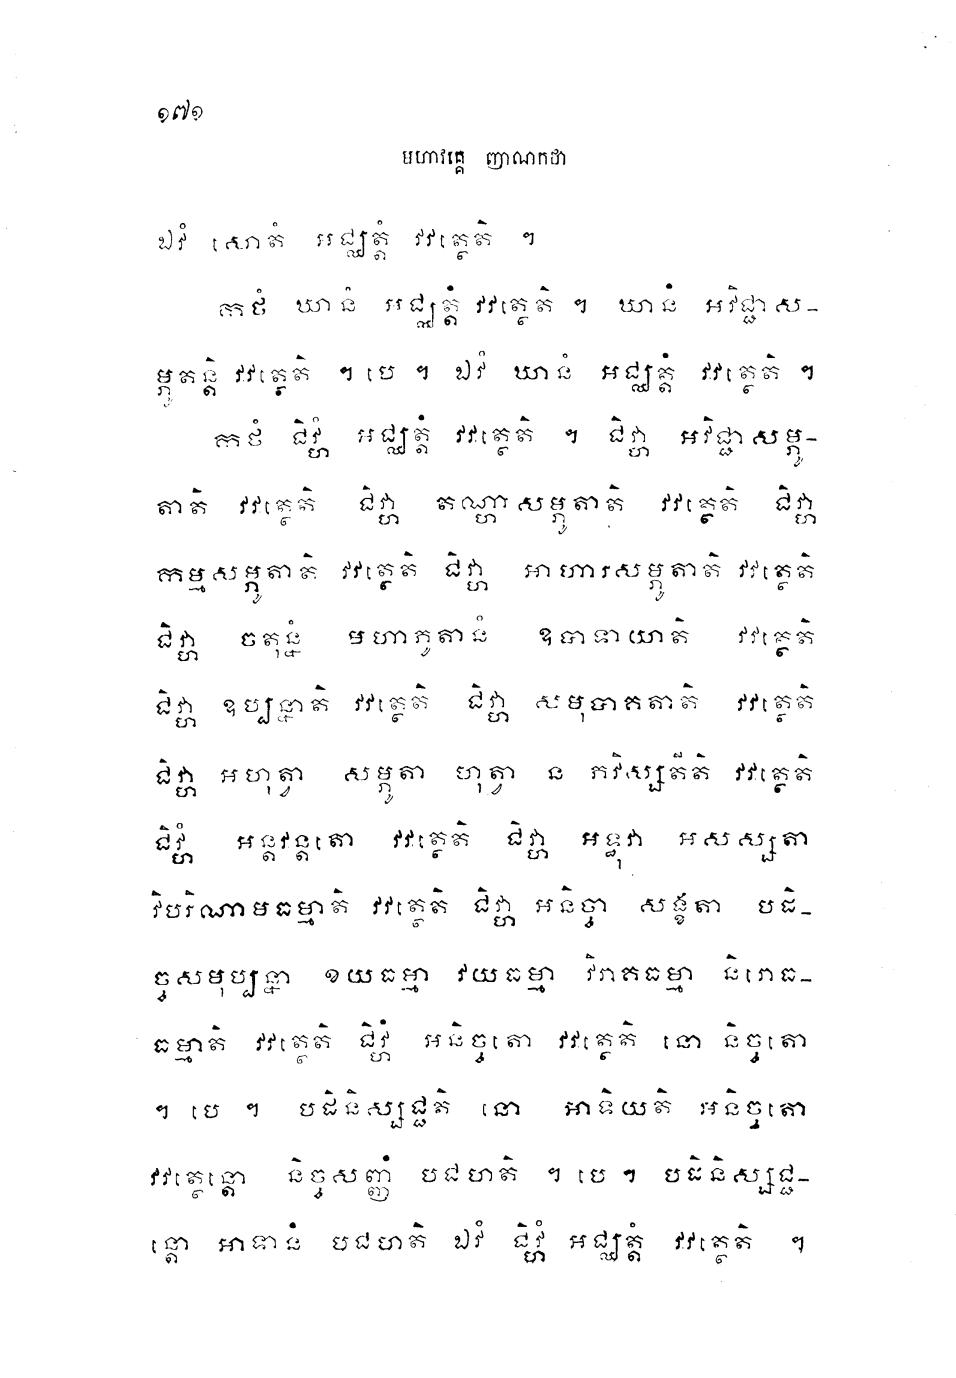 ១៧១
មហាវគ្គេ ញាណកថា
ឯវំ សោតំ អជ្ឈត្តំ វវត្ថេតិ ។
កថំ ឃានំ អជ្ឈត្តំ វវត្ថេតិ ។ ឃានំ អវិជ្ជាស-
ម្ភូតន្តិ វវត្ថេតិ ។ បេ ។ ឯវំ ឃានំ អជ្ឈត្តំ វវត្ថេតិ ។
កថំ ជិវ្ហំ អជ្ឈត្តំ វវត្ថេតិ ។ ជិវ្ហា អវិជ្ជាសម្ភូ-
តាតិ វវត្ថេតិ ជិវ្ហា តណ្ហាសម្ភូតាតិ វវត្ថេតិ ជិវ្ហា
កម្មសម្ភូតាតិ វវត្ថេតិ ជិវ្ហា អាហារសម្ភូតាតិ វវត្ថេតិ
ជិវ្ហា ចតុន្នំ មហាភូតានំ ឧបាទាយាតិ វវត្ថេតិ
ជិវ្ហា ឧប្បន្នាតិ វវត្ថេតិ ជិវ្ហា សមុបាគតាតិ វវត្ថេតិ
ជិវ្ហា អហុត្វា សម្ភូតា ហុត្វា ន ភវិស្សតីតិ វវត្ថេតិ
ជិវ្ហំ អន្តវន្តតោ វវត្ថេតិ ជិវ្ហា អទ្ធុវា អសស្សតា
វិបរិណាមធម្មាតិ វវត្ថេតិ ជិវ្ហា អនិច្ចា សង្ខតា បដិ-
ច្ចសមុប្បន្នា ខយធម្មា វយធម្មា វិរាគធម្មា និរោធ-
ធម្មាតិ វវត្ថេតិ ជិវ្ហំ អនិច្ចតោ វវត្ថេតិ នោ និច្ចតោ
។ បេ ។ បដិនិស្សជ្ជតិ នោ អាទិយតិ អនិច្ចតោ
វវត្ថេន្តោ និច្ចសញ្ញំ បជហតិ ។ បេ ។ បដិនិស្សជ្ជ-
ន្តោ អាទានំ បជហតិ ឯវំ ជិវ្ហំ អជ្ឈត្តំ វវត្ថេតិ ។